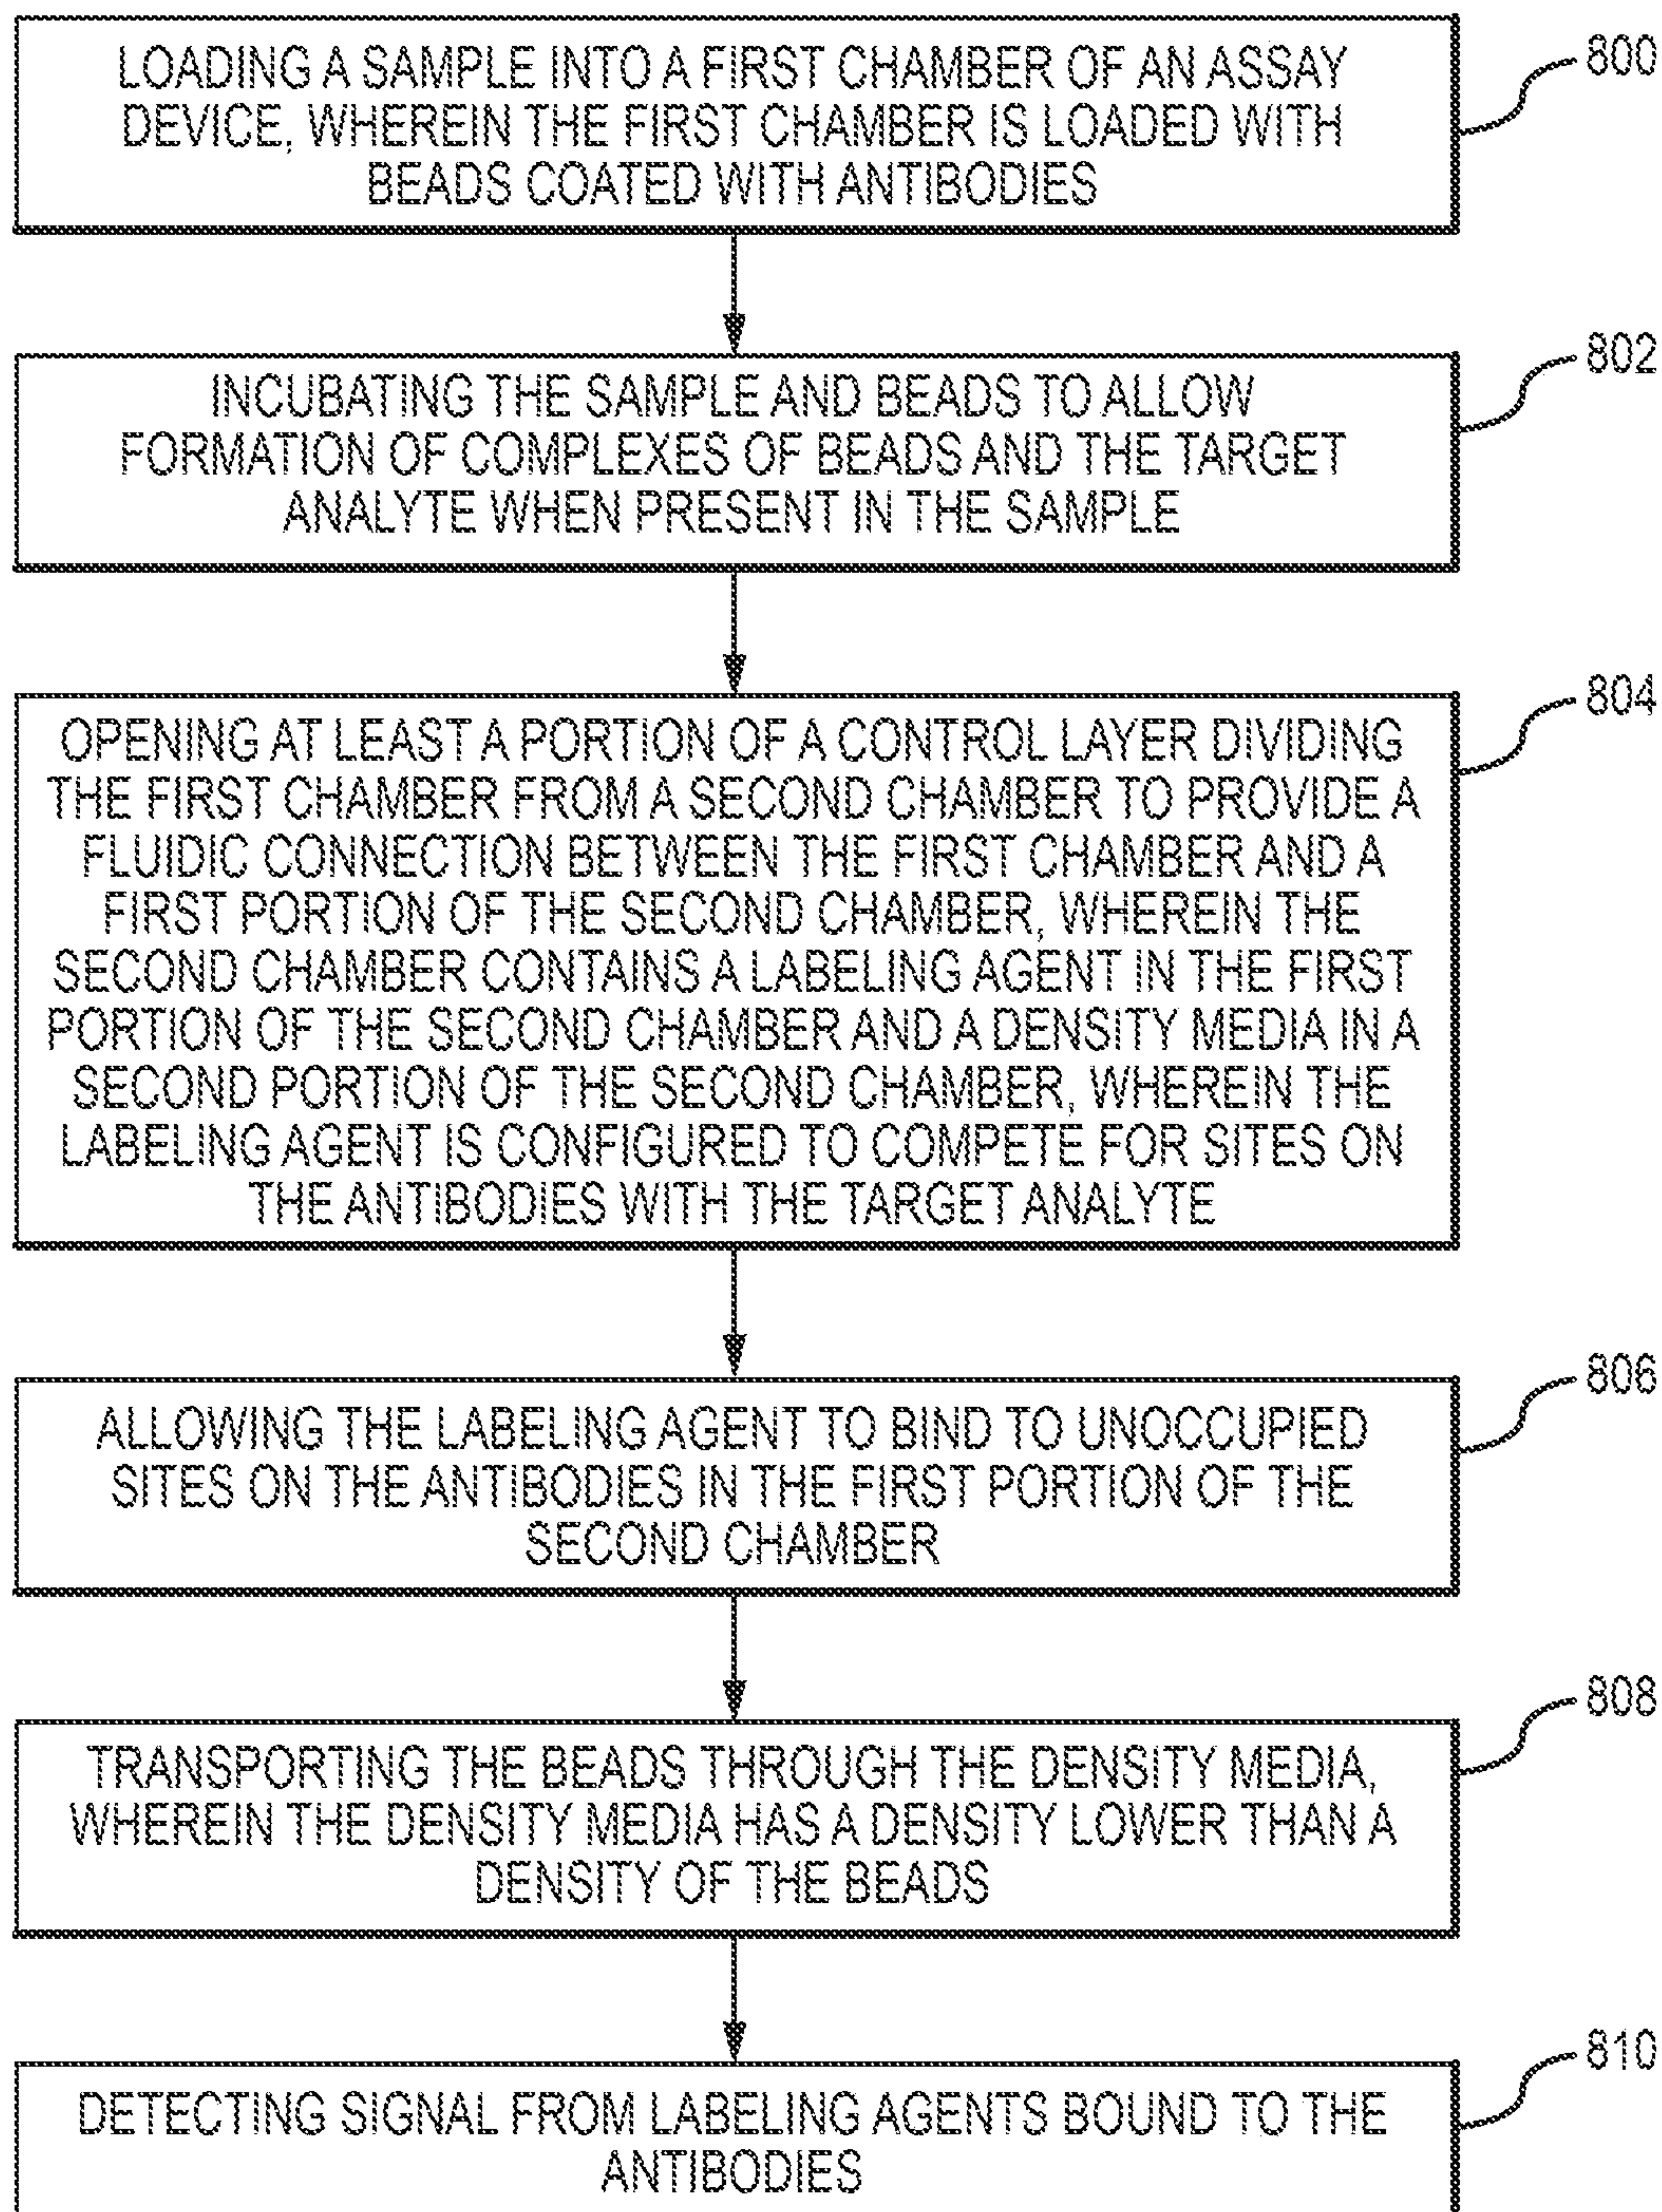 LOADING A SAMPLE INTO A FIRST CHAMBER OF AN ASSAY
DEVICE, WHEREIN THE FIRST CHAMBER IS LOADED WITH
BEADS COATED WITH ANTIBODIES
800
INCUBATING THE SAMPLE AND BEADS TO ALLOW
FORMATION OF COMPLEXES OF BEADS AND THE TARGET
ANALYTE WHEN PRESENT IN THE SAMPLE
802
OPENING AT LEAST A PORTION OF A CONTROL LAYER DIVIDING
THE FIRST CHAMBER FROM A SECOND CHAMBER TO PROVIDE A
FLUIDIC CONNECTION BETWEEN THE FIRST CHAMBER AND A
FIRST PORTION OF THE SECOND CHAMBER, WHEREIN THE
SECOND CHAMBER CONTAINS A LABELING AGENT IN THE FIRST
PORTION OF THE SECOND CHAMBER AND A DENSITY MEDIA IN A
SECOND PORTION OF THE SECOND CHAMBER, WHEREIN THE
LABELING AGENT IS CONFIGURED TO COMPETE FOR SITES ON
THE ANTIBODIES WITH THE TARGET ANALYTE
804
ALLOWING THE LABELING AGENT TO BIND TO UNOCCUPIED
SITES ON THE ANTIBODIES IN THE FIRST PORTION OF THE
SECOND CHAMBER
806
TRANSPORTING THE BEADS THROUGH THE DENSITY MEDIA,
WHEREIN THE DENSITY MEDIA HAS A DENSITY LOWER THAN A
DENSITY OF THE BEADS
808
DETECTING SIGNAL FROM LABELING AGENTS BOUND TO THE
ANTIBODIES
810